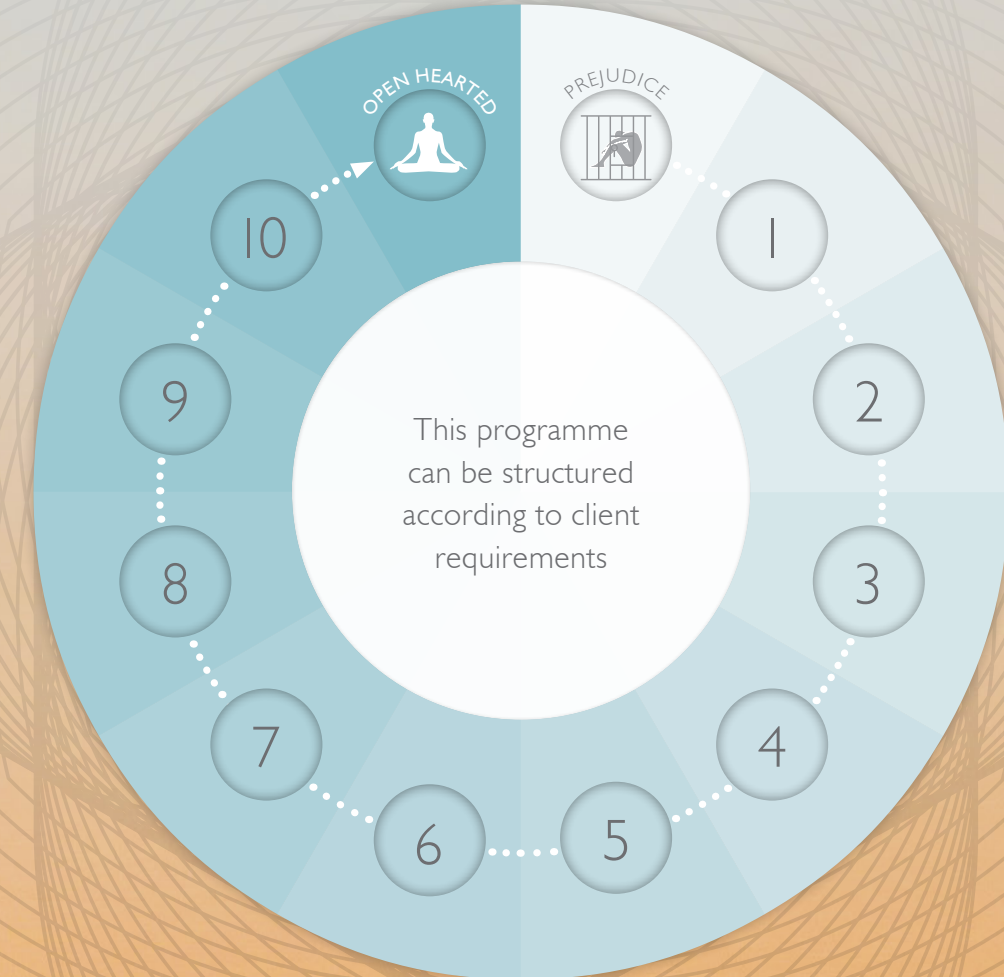 OPEN HEARTED
PREJUDICE
1
2
3
4
5
6
7
8
9
10
This programme
can be structured
according to client
requirements